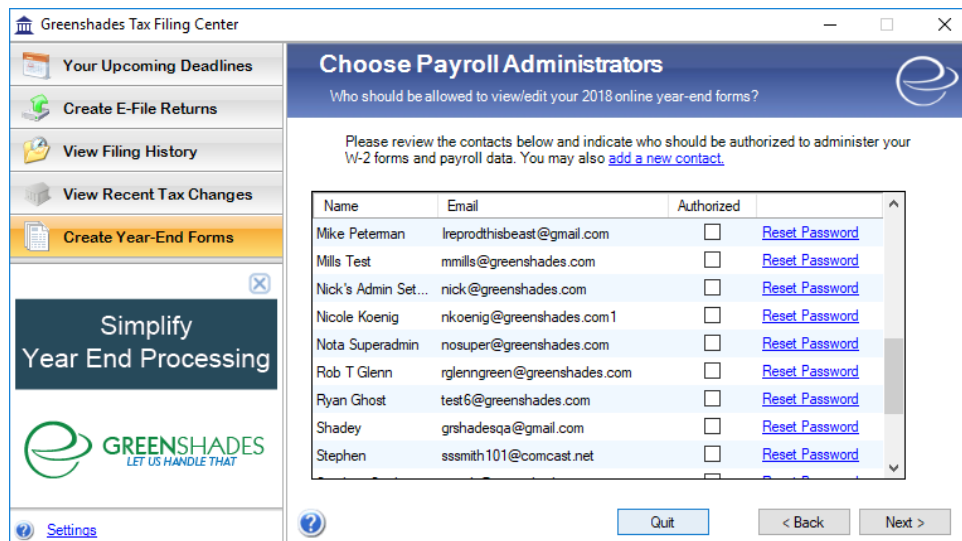 Greenshades Tax Filing Center
Your Upcoming Deadlines
Create E-File Returns
View Filing History
View Recent Tax Changes
Create Year-End Forms
Simplify
Year End Processing
GREENSHADES
LET US HANDLE THAT
Settings
Choose Payroll Administrators
Who should be allowed to view/edit your 2018 online year-end forms?
Please review the contacts below and indicate who should be authorized to administer your
W-2 forms and payroll data. You may also add a new contact.
Name Email Authorized
Mike Peterman lreprodthisbeast@gmail.com Reset Password
Mills Test mmills@greenshades.com Reset Password
Nick's Admin Set... nick@greenshades.com Reset Password
Nicole Koenig nkoenig@greenshades.com1 Reset Password
Nota Superadmin nosuper@greenshades.com Reset Password
Rob T Glenn rglenngreen@greenshades.com Reset Password
Ryan Ghost test6@greenshades.com Reset Password
Shadey grshadesqa@gmail.com Reset Password
Stephen sssmith101@comcast.net Reset Password
Quit < Back Next >